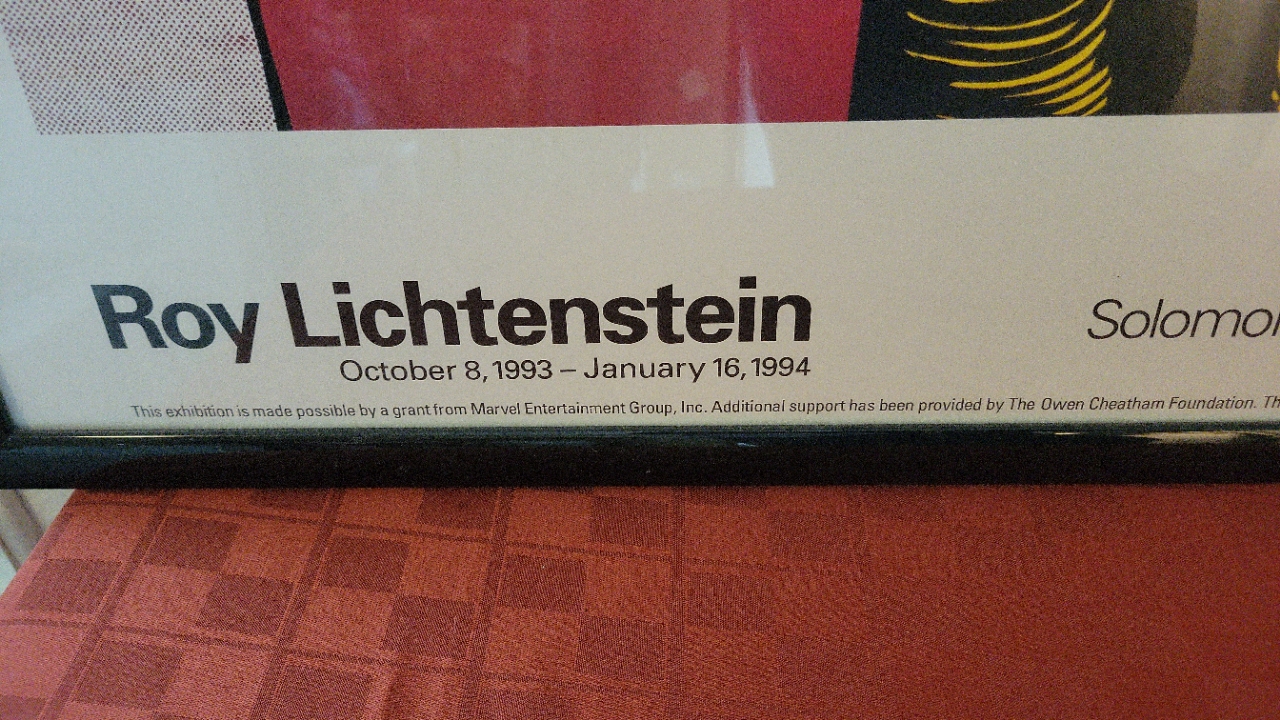 Roy Lichtenstein
October 8, 1993 – January 16, 1994
This exhibition is made possible by a grant from Marvel Entertainment Group, Inc. Additional support has been provided by The Owen Cheatham Foundation.